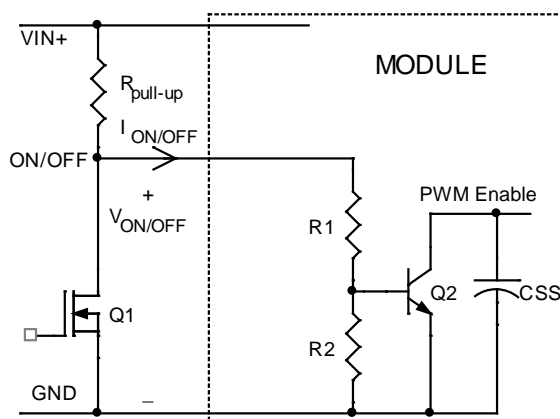 VIN+
MODULE
Rpull-up
ION/OFF
ON/OFF
+
VON/OFF
PWM Enable
R1
Q1
Q2
CSS
R2
GND
_